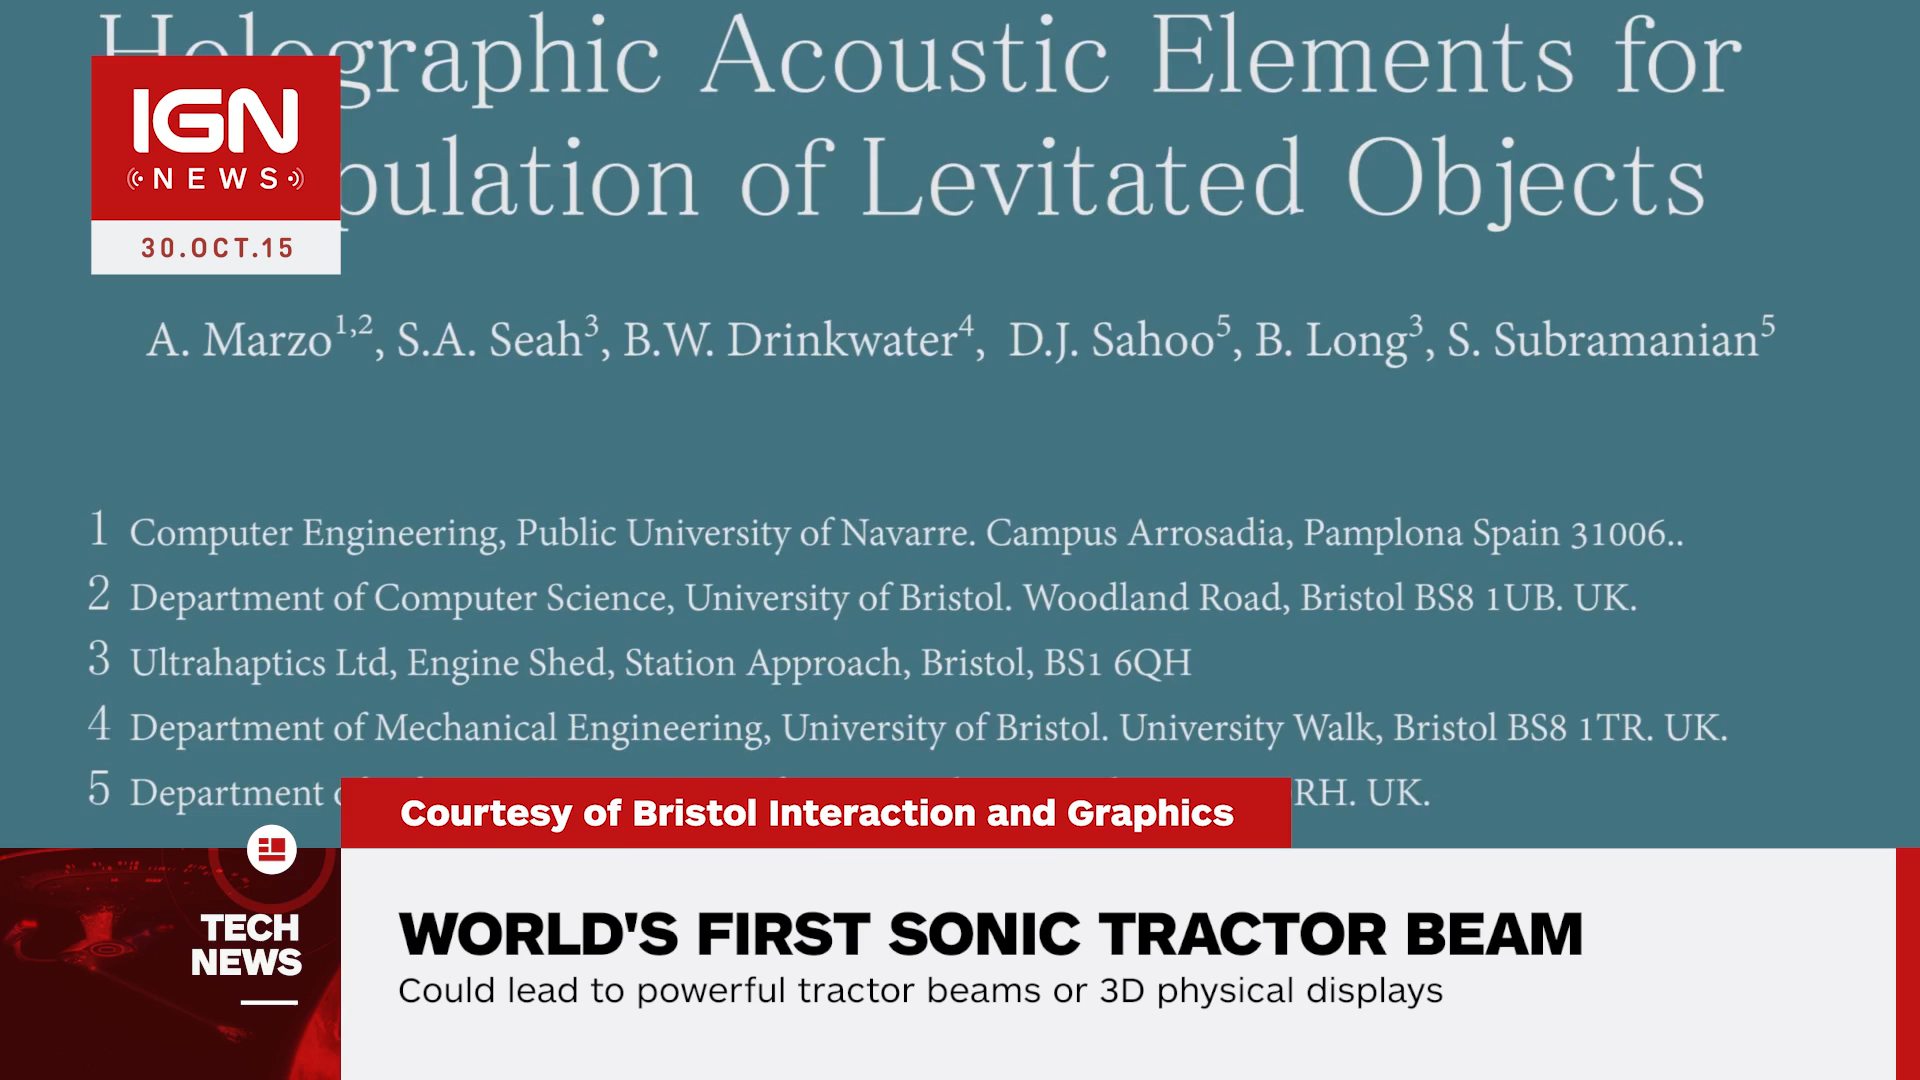 Holographic Acoustic Elements for
pulation of Levitated Objects
IGN
NEWS
30.OCT.15
A. Marzo1,2, S.A. Seah3, B.W. Drinkwater4, D.J. Sahoo5, B. Long3, S. Subramanian5
1 Computer Engineering, Public University of Navarre. Campus Arrosadia, Pamplona Spain 31006..
2 Department of Computer Science, University of Bristol. Woodland Road, Bristol BS8 1UB. UK.
3 Ultrahaptics Ltd, Engine Shed, Station Approach, Bristol, BS1 6QH
4 Department of Mechanical Engineering, University of Bristol. University Walk, Bristol BS8 1TR. UK.
5 Department RH. UK.
Courtesy of Bristol Interaction and Graphics
TECH
NEWS
WORLD'S FIRST SONIC TRACTOR BEAM
Could lead to powerful tractor beams or 3D physical displays